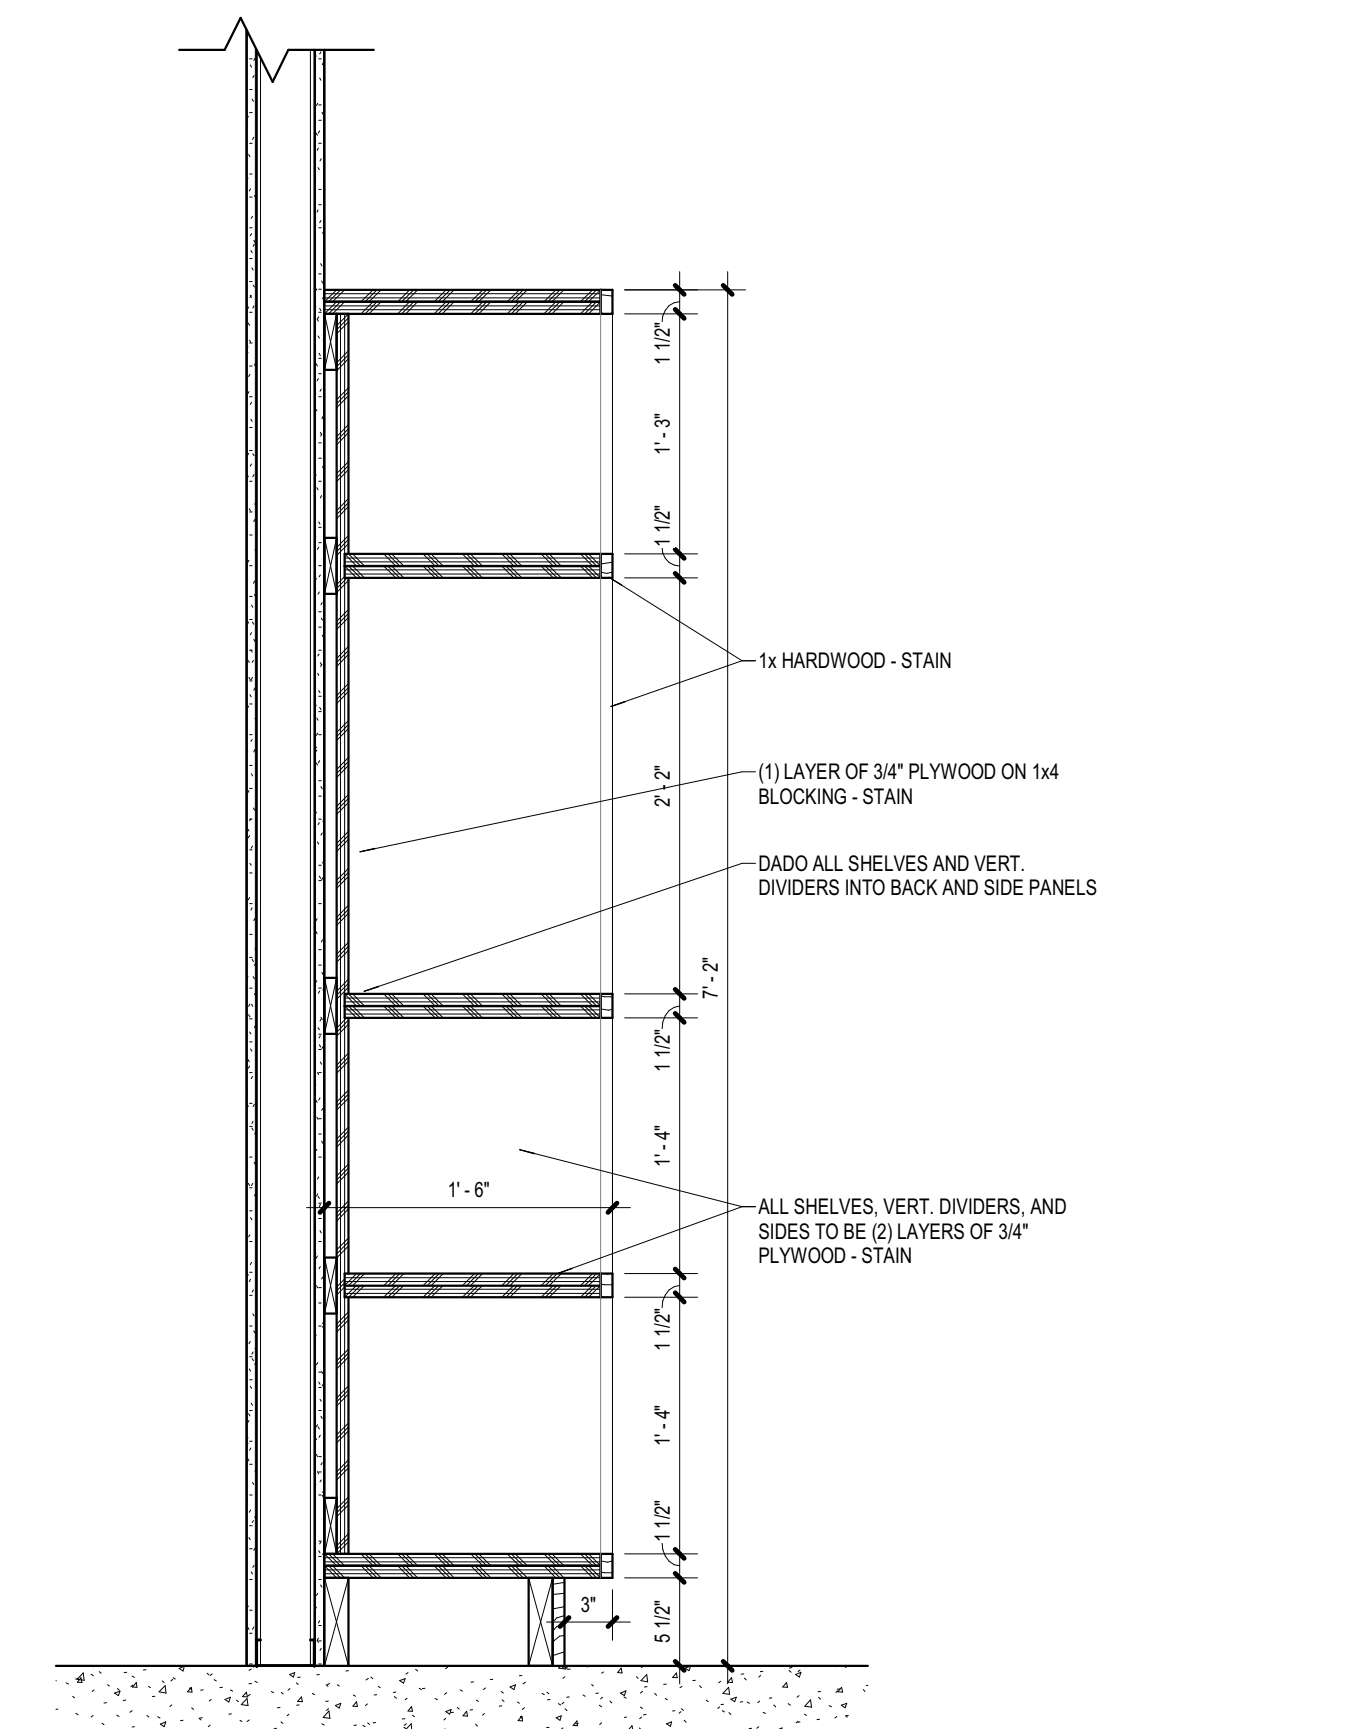 1 1/2"
1' - 3"
1 1/2"
1x HARDWOOD - STAIN
2' - 2"
(1) LAYER OF 3/4" PLYWOOD ON 1x4
BLOCKING - STAIN
DADO ALL SHELVES AND VERT.
DIVIDERS INTO BACK AND SIDE PANELS
7' - 2"
1 1/2"
1' - 4"
1' - 6"
ALL SHELVES, VERT. DIVIDERS, AND
SIDES TO BE (2) LAYERS OF 3/4"
PLYWOOD - STAIN
1 1/2"
1' - 4"
1 1/2"
3"
5 1/2"